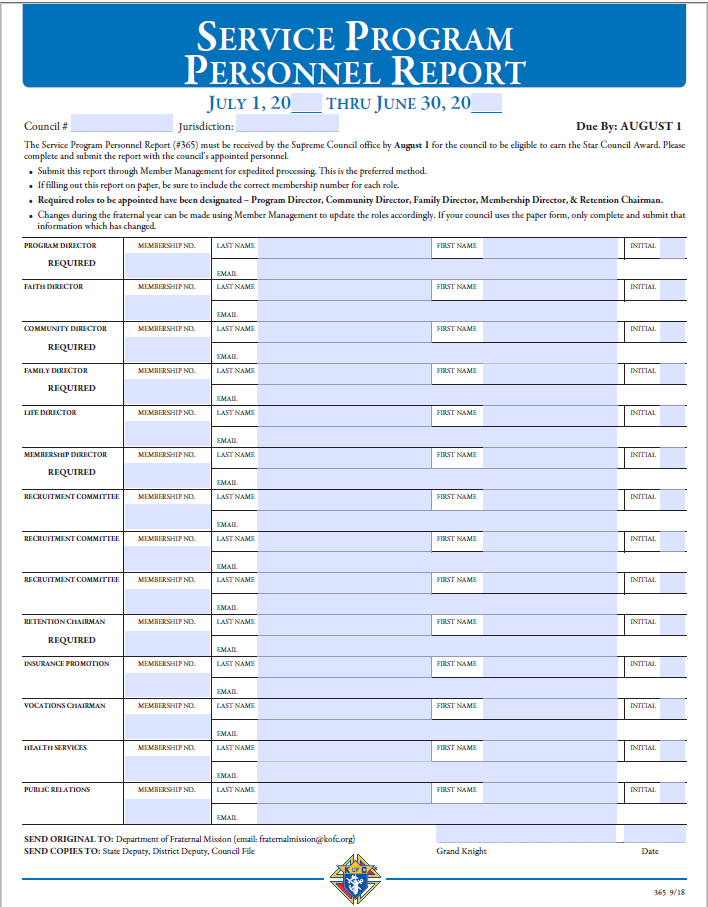 SERVICE PROGRAM
PERSONNEL REPORT
JULY 1, 20___ THRU JUNE 30, 20___
Council # Jurisdiction: Due By: AUGUST 1
The Service Program Personnel Report (#365) must be received by the Supreme Council office by August 1 for the council to be eligible to earn the Star Council Award. Please
complete and submit the report with the council's appointed personnel.
• Submit this report through Member Management for expedited processing. This is the preferred method.
• If filling out this report on paper, be sure to include the correct membership number for each role.
• Required roles to be appointed have been designated – Program Director, Community Director, Family Director, Membership Director, & Retention Chairman.
• Changes during the fraternal year can be made using Member Management to update the roles accordingly. If your council uses the paper form, only complete and submit that
information which has changed.
PROGRAM DIRECTOR MEMBERSHIP NO. LAST NAME FIRST NAME INITIAL
REQUIRED
EMAIL
FAITH DIRECTOR MEMBERSHIP NO. LAST NAME FIRST NAME INITIAL
EMAIL
COMMUNITY DIRECTOR MEMBERSHIP NO. LAST NAME FIRST NAME INITIAL
REQUIRED
EMAIL
FAMILY DIRECTOR MEMBERSHIP NO. LAST NAME FIRST NAME INITIAL
REQUIRED
EMAIL
LIFE DIRECTOR MEMBERSHIP NO. LAST NAME FIRST NAME INITIAL
EMAIL
MEMBERSHIP DIRECTOR MEMBERSHIP NO. LAST NAME FIRST NAME INITIAL
REQUIRED
EMAIL
RECRUITMENT COMMITTEE MEMBERSHIP NO. LAST NAME FIRST NAME INITIAL
EMAIL
RECRUITMENT COMMITTEE MEMBERSHIP NO. LAST NAME FIRST NAME INITIAL
EMAIL
RECRUITMENT COMMITTEE MEMBERSHIP NO. LAST NAME FIRST NAME INITIAL
EMAIL
RETENTION CHAIRMAN MEMBERSHIP NO. LAST NAME FIRST NAME INITIAL
REQUIRED
EMAIL
INSURANCE PROMOTION MEMBERSHIP NO. LAST NAME FIRST NAME INITIAL
EMAIL
VOCATIONS CHAIRMAN MEMBERSHIP NO. LAST NAME FIRST NAME INITIAL
EMAIL
HEALTH SERVICES MEMBERSHIP NO. LAST NAME FIRST NAME INITIAL
EMAIL
PUBLIC RELATIONS MEMBERSHIP NO. LAST NAME FIRST NAME INITIAL
EMAIL
SEND ORIGINAL TO: Department of Fraternal Mission (email: fraternalmission@kofc.org)
SEND COPIES TO: State Deputy, District Deputy, Council File Grand Knight Date
K OF C
365 9/18